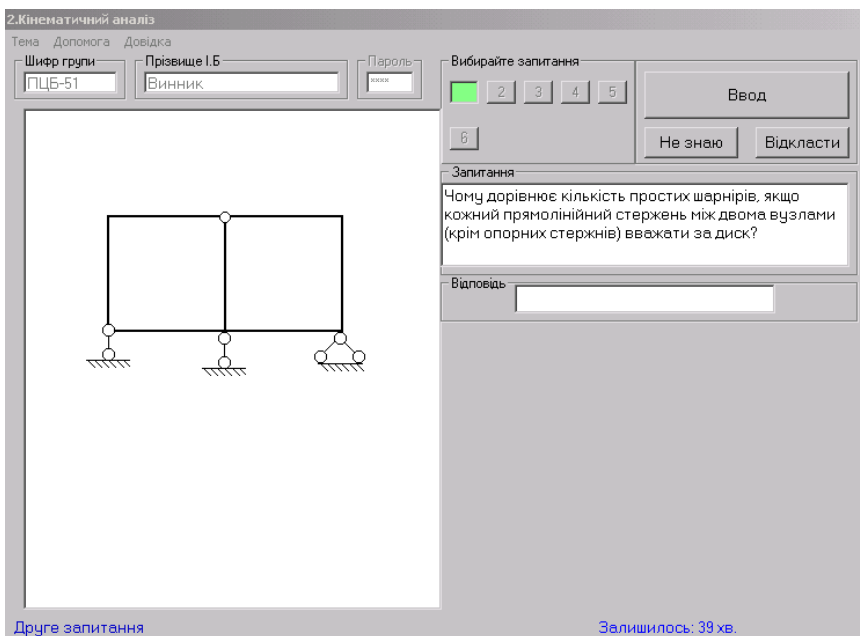 2.Кінематичний аналіз
Тема Допомога Довідка
Шифр групи
ПЦБ-51
Прізвище І.Б
Винник
Пароль
xxxx
Вибирайте запитання
2 3 4 5
6
Ввод
Не знаю
Відкласти
Запитання
Чому дорівнює кількість простих шарнірів, якщо
кожний прямолінійний стержень між двома вузлами
(крім опорних стержнів) вважати за диск?
Відповідь
Друге запитання
Залишилось: 39 хв.